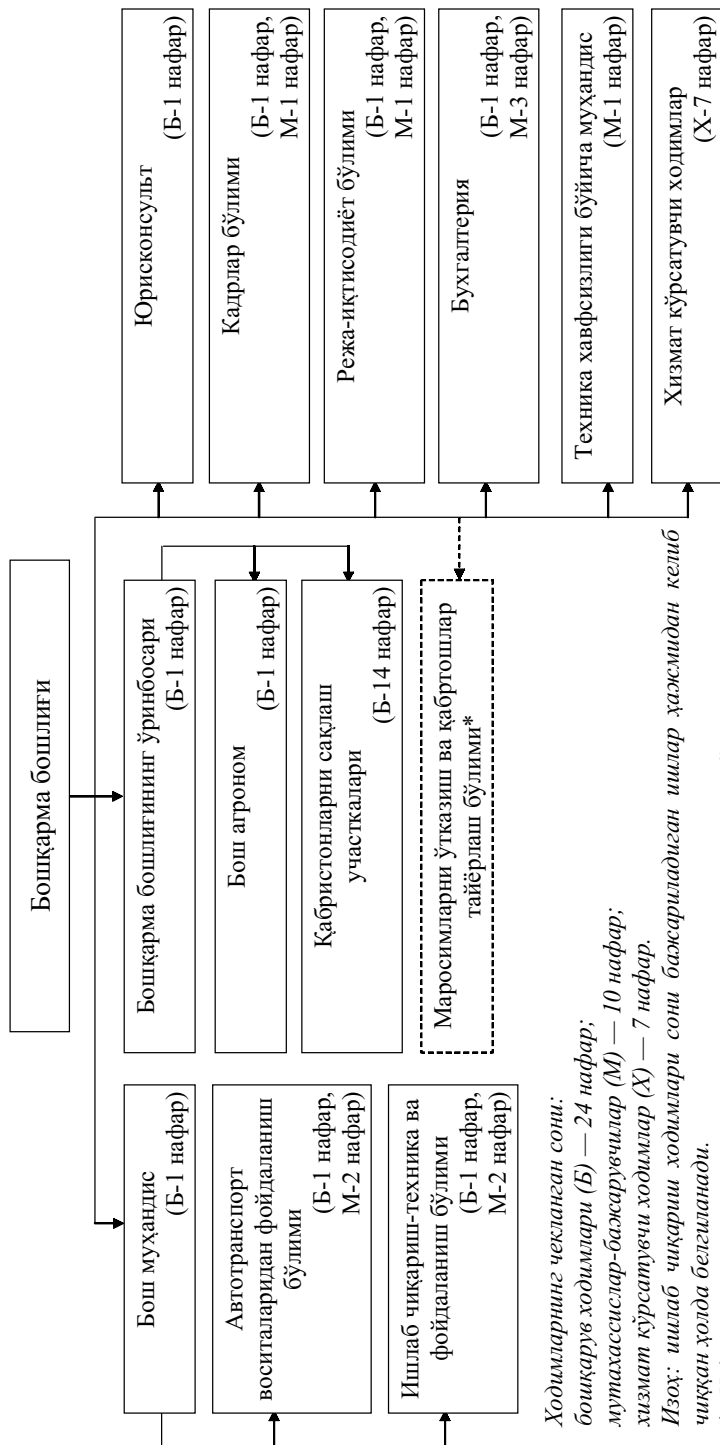 Бошқарма бошлиғи
Бош муҳандис
(Б-1 нафар)
Автотранспорт
воситаларидан фойдаланиш
бўлими
(Б-1 нафар,
М-2 нафар)
Ишлаб чиқариш-техника ва
фойдаланиш бўлими
(Б-1 нафар,
М-2 нафар)
Бошқарма бошлиғининг ўринбосари
(Б-1 нафар)
Бош агроном
(Б-1 нафар)
Қабристонларни сақлаш
участкалари
(Б-14 нафар)
Маросимларни ўтказиш ва қабртошлар
тайёрлаш бўлими*
Юрисконсульт
(Б-1 нафар)
Кадрлар бўлими
(Б-1 нафар,
М-1 нафар)
Режа-иқтисодиёт бўлими
(Б-1 нафар,
М-1 нафар)
Бухгалтерия
(Б-1 нафар,
М-3 нафар)
Техника хавфсизлиги бўйича муҳандис
(М-1 нафар)
Хизмат кўрсатувчи ходимлар
(Х-7 нафар)
Ходимларнинг чекланган сони:
бошқарув ходимлари (Б) — 24 нафар;
мутахассислар-бажарувчилар (М) — 10 нафар;
хизмат кўрсатувчи ходимлар (Х) — 7 нафар.
Изоҳ: ишлаб чиқариш ходимлари сони бажариладиган ишлар ҳажмидан келиб
чиққан ҳолда белгиланади.